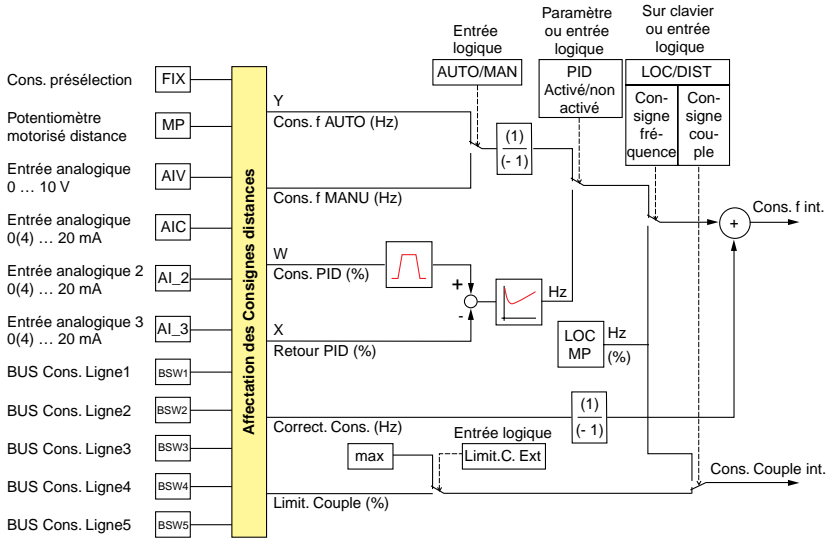 Entrée
logique
AUTO/MAN
Paramètre
ou entrée
logique
PID
Activé/non
activé
Sur clavier
ou entrée
logique
LOC/DIST
Con-
signe
fré-
quence
Con-
signe
cou-
ple
Cons. présélection
FIX
Potentiomètre
motorisé distance
MP
Entrée analogique
0 … 10 V
AIV
Entrée analogique
0(4) … 20 mA
AIC
Entrée analogique 2
0(4) … 20 mA
AI_2
Entrée analogique 3
0(4) … 20 mA
AI_3
BUS Cons. Ligne1
BSW1
BUS Cons. Ligne2
BSW2
BUS Cons. Ligne3
BSW3
BUS Cons. Ligne4
BSW4
BUS Cons. Ligne5
BSW5
Affectation des Consignes distances
Y
Cons. f AUTO (Hz)
(1)
(- 1)
Cons. f MANU (Hz)
W
Cons. PID (%)
+
-
Hz
X
Retour PID (%)
LOC
MP
Hz
(%)
+
Cons. f int.
Correct. Cons. (Hz)
(1)
(- 1)
Entrée logique
max
Limit.C. Ext
Limit. Couple (%)
Cons. Couple int.